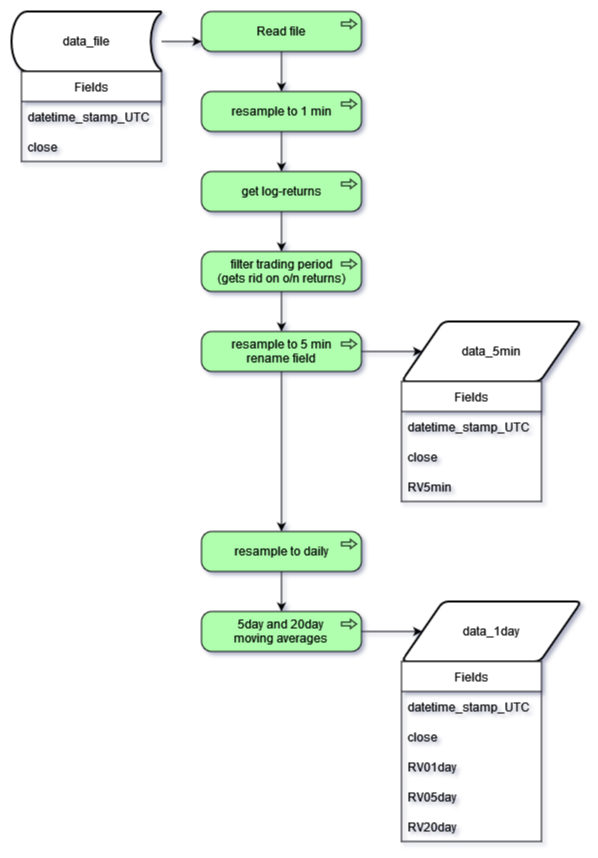 data_file
Read file
Fields
datetime_stamp_UTC
close
resample to 1 min
get log-returns
filter trading period
(gets rid on o/n returns)
resample to 5 min
rename field
data_5min
Fields
datetime_stamp_UTC
close
RV5min
resample to daily
5day and 20day
moving averages
data_1day
Fields
datetime_stamp_UTC
close
RV01day
RV05day
RV20day